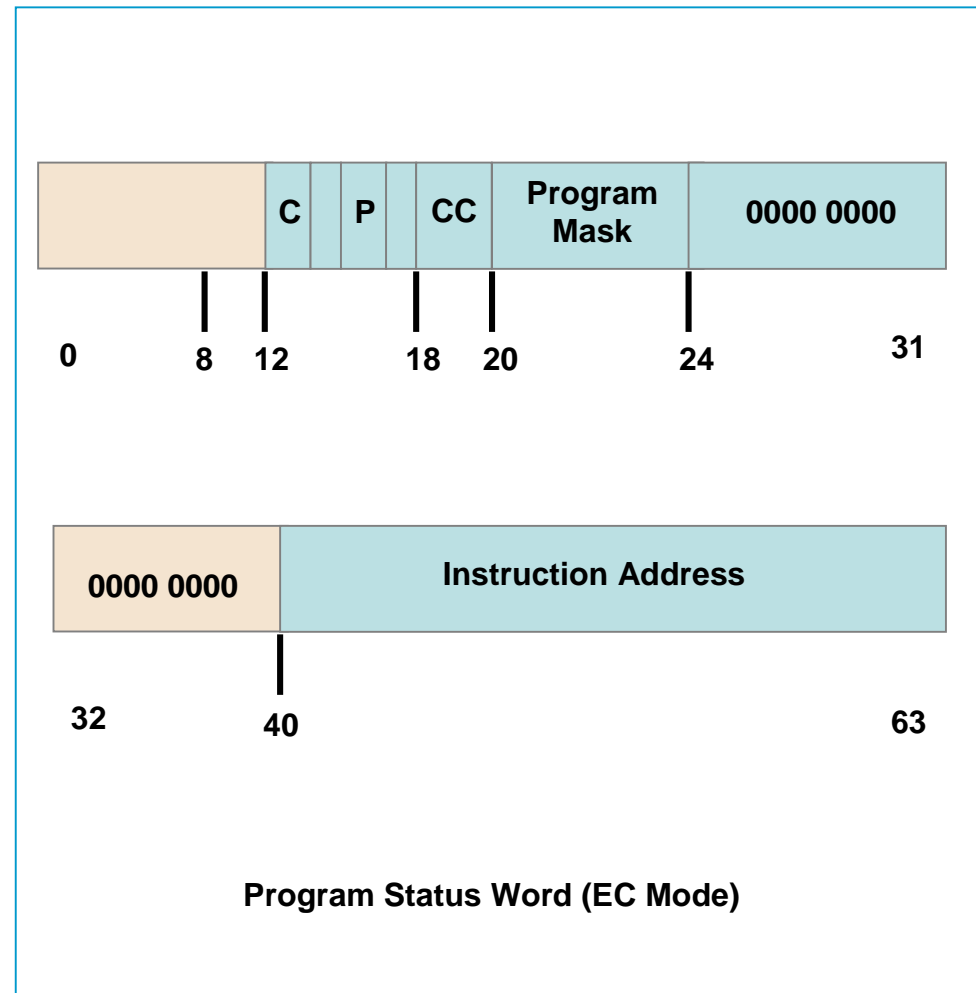 C P CC Program Mask 0000 0000
0 8 12 18 20 24 31
0000 0000 Instruction Address
32 40 63
Program Status Word (EC Mode)